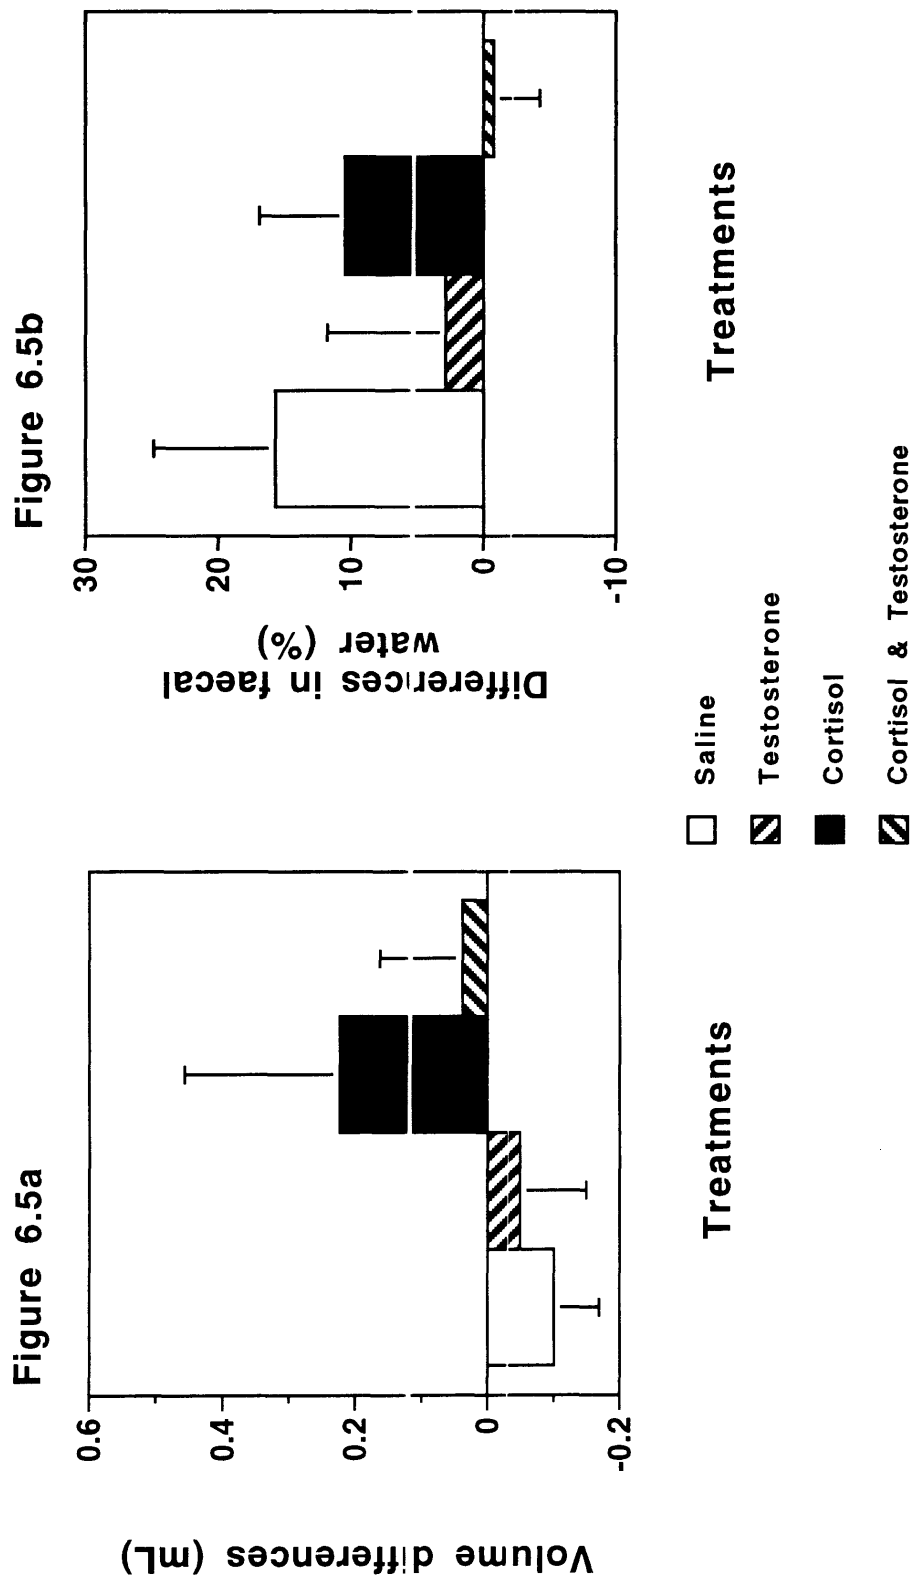 Figure 6.5a
Volume differences (mL)
0.6
0.4
0.2
0
-0.2
Treatments
Figure 6.5b
Differences in faecal
water (%)
30
20
10
0
-10
Treatments
Saline
Testosterone
Cortisol
Cortisol & Testosterone